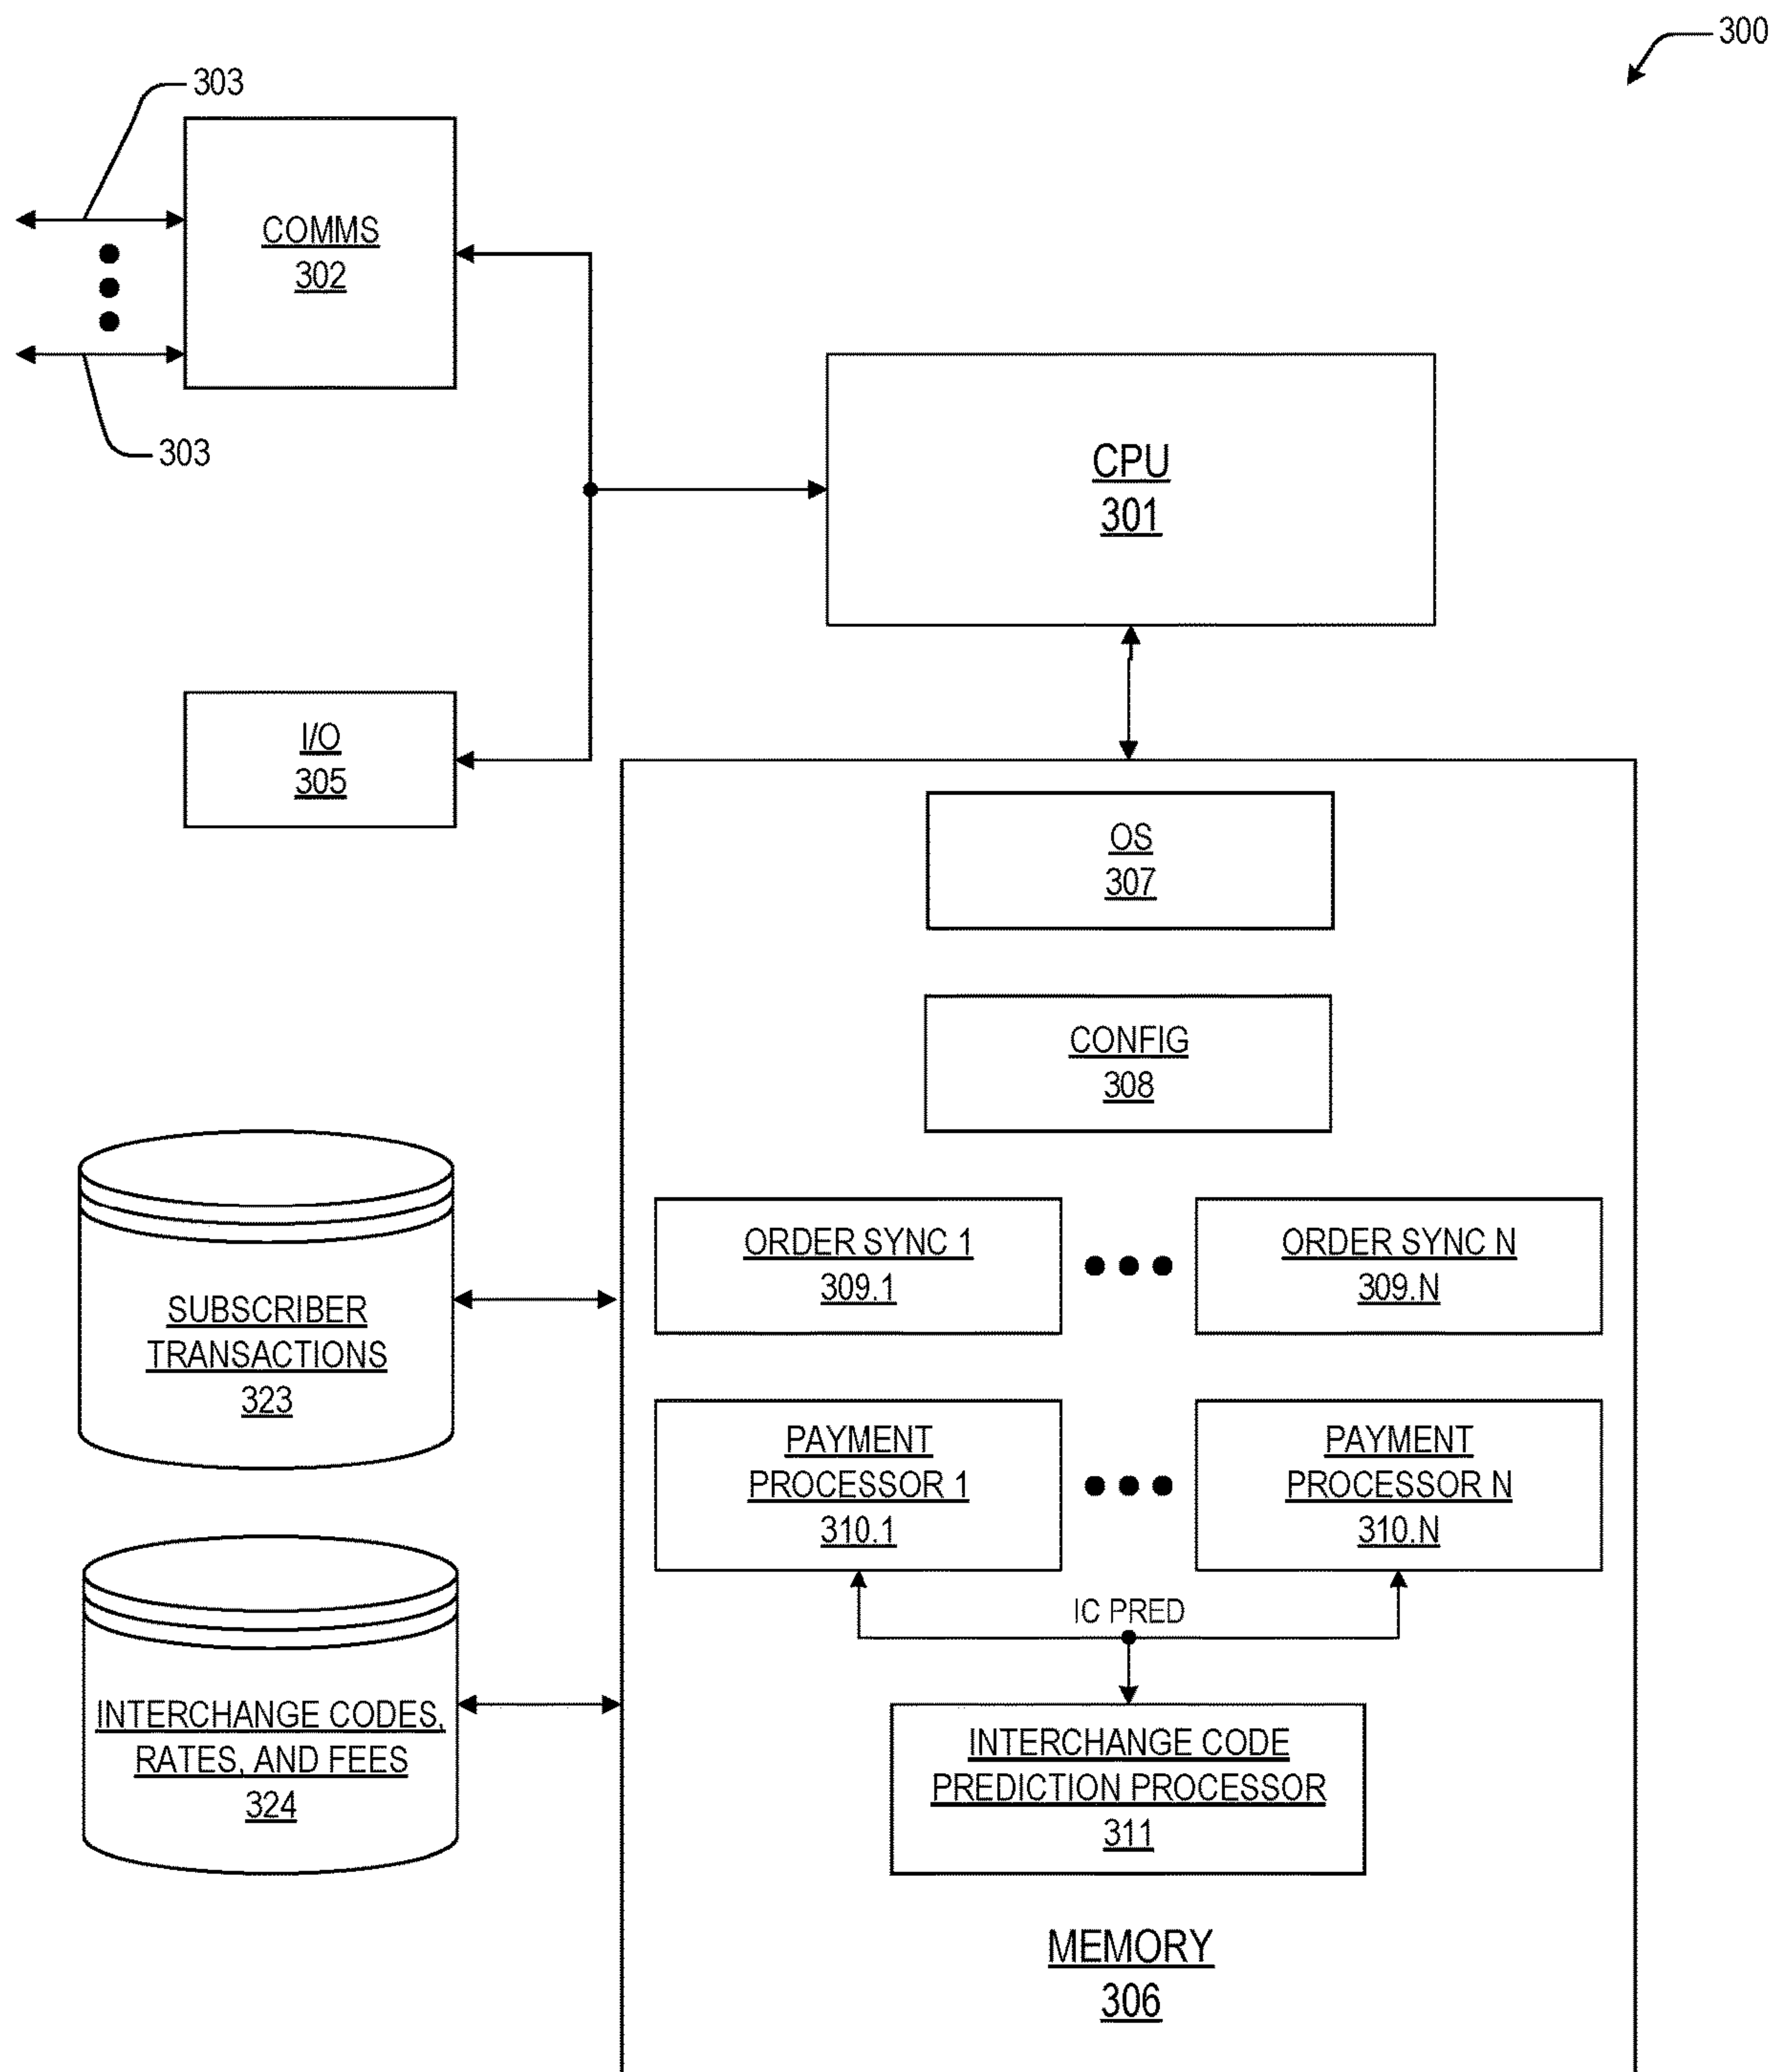 300
303
COMMS
302
303
CPU
301
I/O
305
OS
307
CONFIG
308
ORDER SYNC 1
309.1
ORDER SYNC N
309.N
SUBSCRIBER
TRANSACTIONS
323
PAYMENT
PROCESSOR 1
310.1
PAYMENT
PROCESSOR N
310.N
IC PRED
INTERCHANGE CODES,
RATES, AND FEES
324
INTERCHANGE CODE
PREDICTION PROCESSOR
311
MEMORY
306